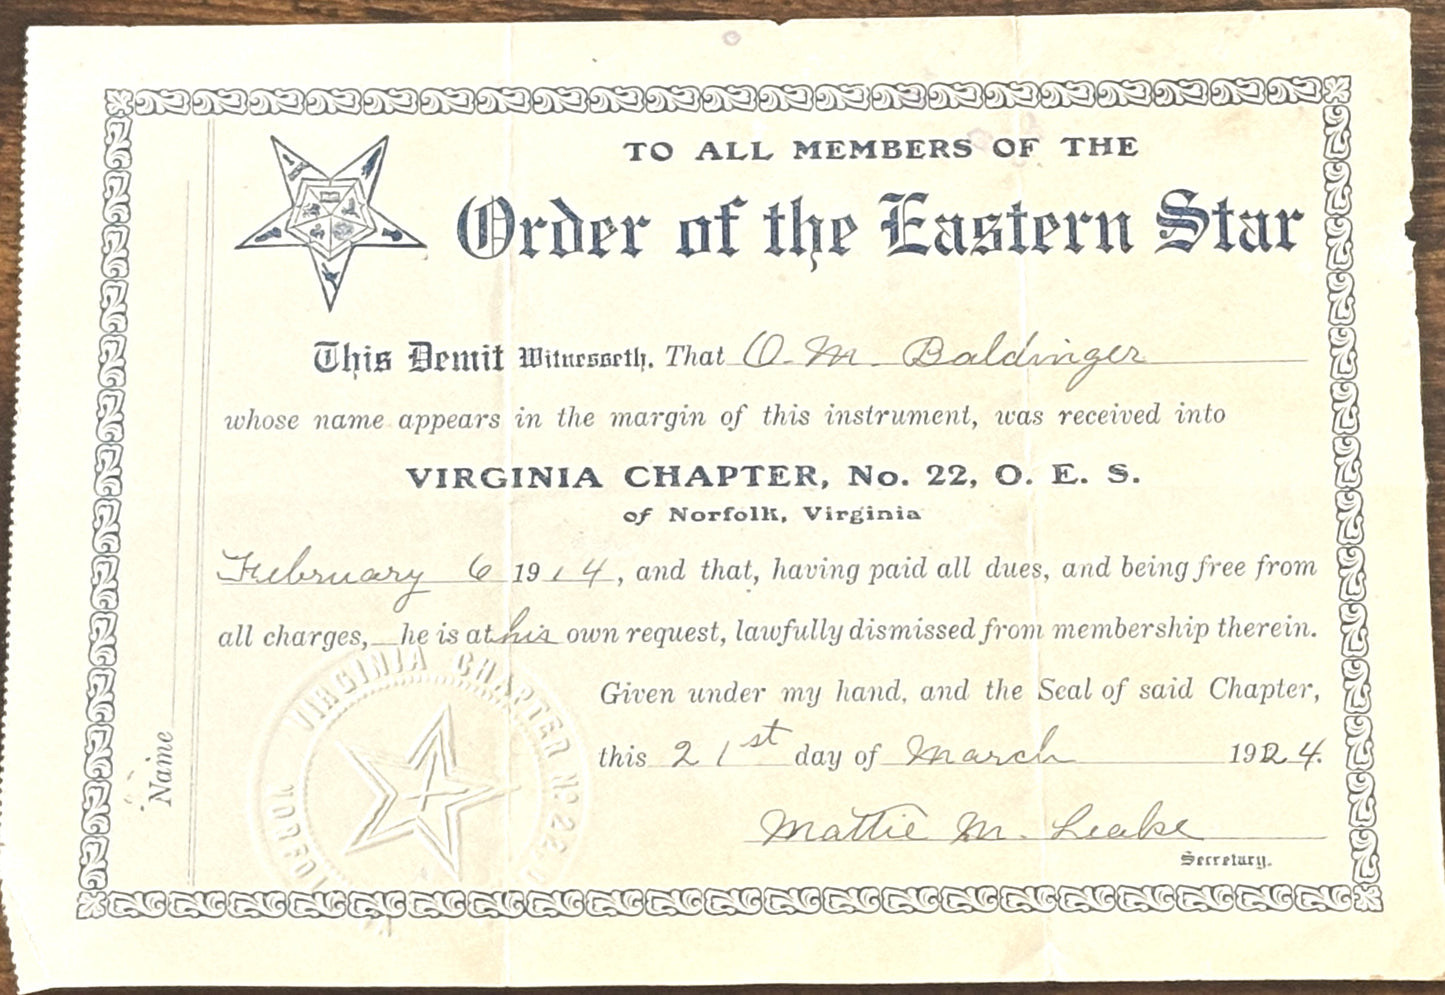 TO ALL MEMBERS OF THE
Order of the Eastern Star
This Demit Witnesseth, That O. M. Baldinger
whose name appears in the margin of this instrument, was received into
VIRGINIA CHAPTER, No. 22, O. E. S.
of Norfolk, Virginia
February 6 1914, and that, having paid all dues, and being free from
all charges, he is at his own request, lawfully dismissed from membership therein.
Given under my hand, and the Seal of said Chapter,
this 21st day of March 1924.
Mattie M. Leake
Secretary.
Name
VIRGINIA CHAPTER No. 22,
NORFOL